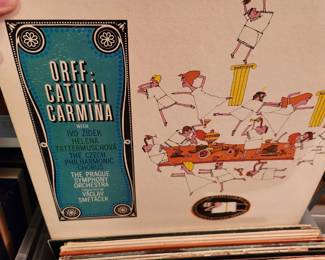 ORFF:
CATULLI
CARMINA
WITH
IVO ŽIDEK
HELENA
TATTERMUSCHOVÁ
THE CZECH
PHILHARMONIC
CHORUS
THE PRAGUE
SYMPHONY
ORCHESTRA
CONDUCTED BY
VÁCLAV
SMETÁČEK